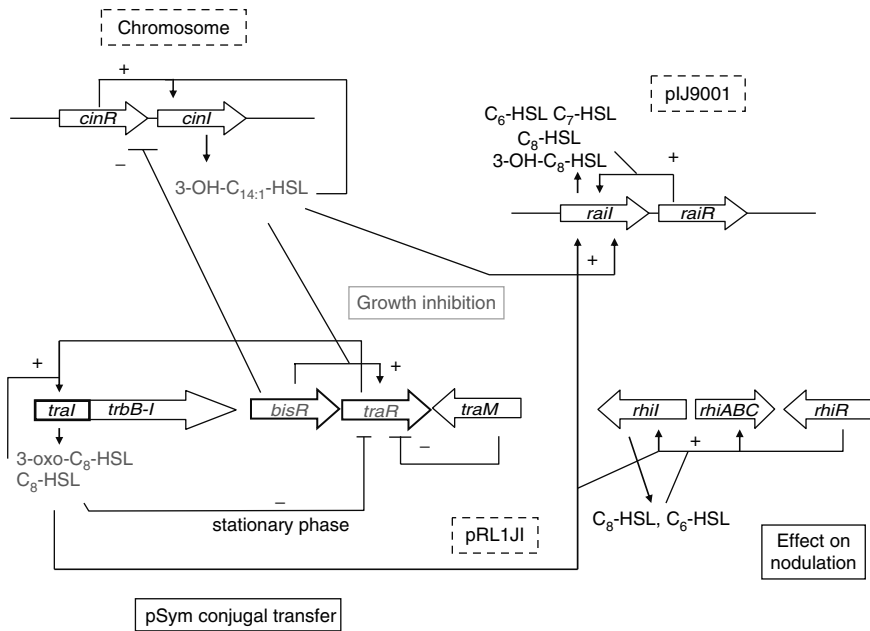 Chromosome
+
cinR
cinI
–
3-OH-C14:1-HSL
pIJ9001
C6-HSL C7-HSL
C8-HSL
3-OH-C8-HSL
+
raiI
raiR
+
Growth inhibition
+
+
traI
trbB-I
bisR
traR
traM
rhiI
rhiABC
rhiR
–
+
3-oxo-C8-HSL
C8-HSL
–
stationary phase
C8-HSL, C6-HSL
pRL1JI
Effect on
nodulation
pSym conjugal transfer